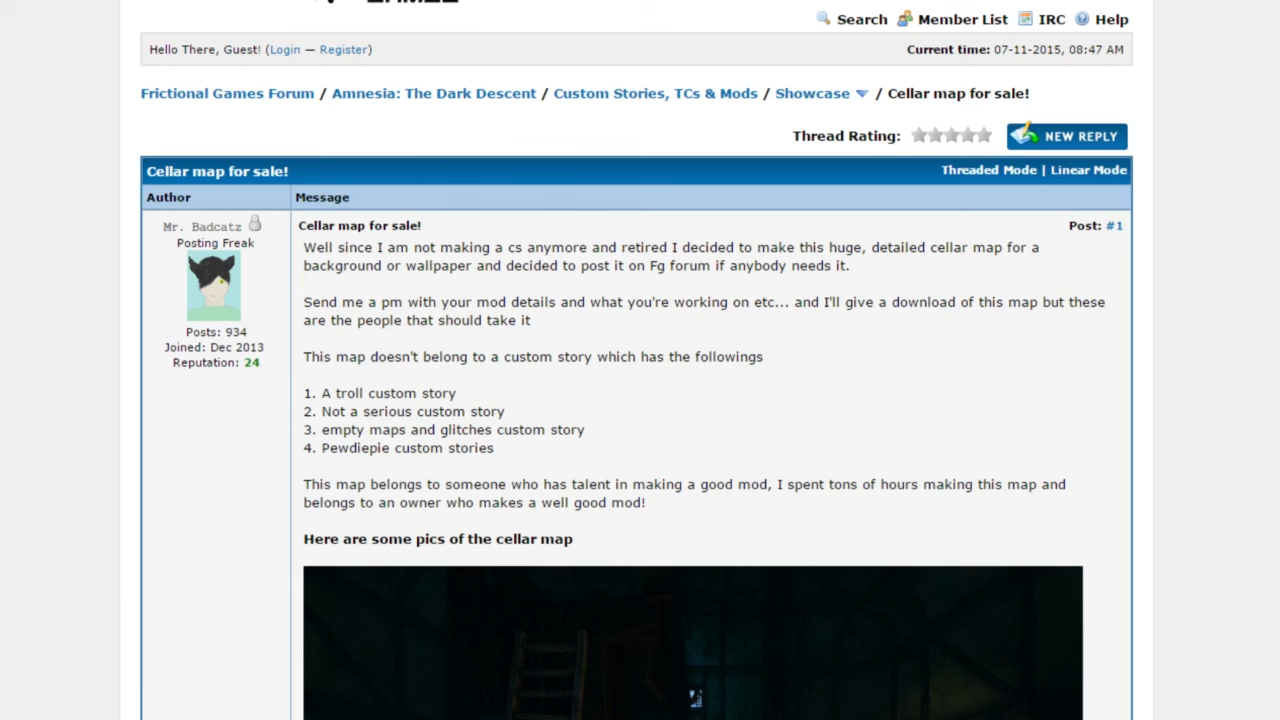 Search Member List IRC Help
Hello There, Guest! (Login — Register)
Current time: 07-11-2015, 08:47 AM
Frictional Games Forum / Amnesia: The Dark Descent / Custom Stories, TCs & Mods / Showcase / Cellar map for sale!
Thread Rating:
NEW REPLY
Cellar map for sale!
Threaded Mode | Linear Mode
Author
Message
Mr. Badcatz
Posting Freak
Posts: 934
Joined: Dec 2013
Reputation: 24
Cellar map for sale!
Post: #1
Well since I am not making a cs anymore and retired I decided to make this huge, detailed cellar map for a
background or wallpaper and decided to post it on Fg forum if anybody needs it.
Send me a pm with your mod details and what you're working on etc... and I'll give a download of this map but these
are the people that should take it
This map doesn't belong to a custom story which has the followings
1. A troll custom story
2. Not a serious custom story
3. empty maps and glitches custom story
4. Pewdiepie custom stories
This map belongs to someone who has talent in making a good mod, I spent tons of hours making this map and
belongs to an owner who makes a well good mod!
Here are some pics of the cellar map